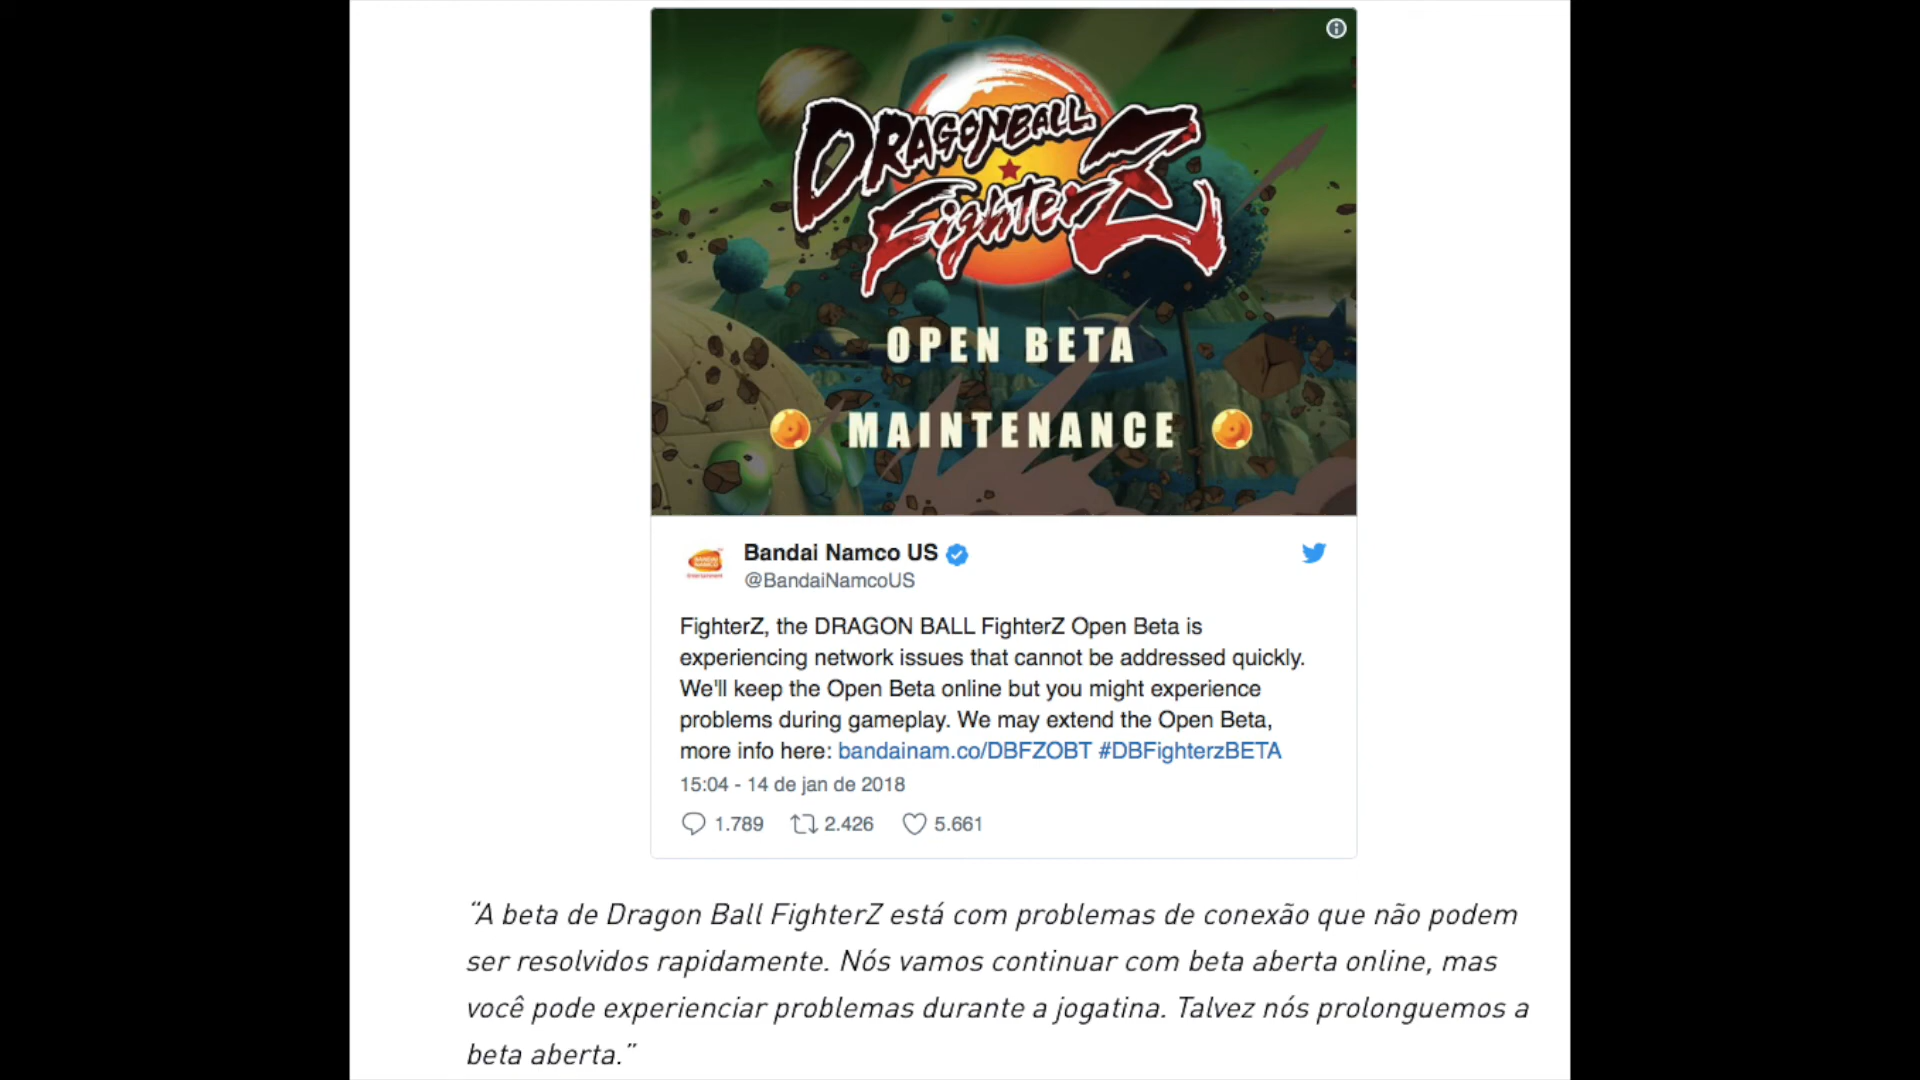 DRAGONBALL
FighterZ
OPEN BETA
MAINTENANCE
BANDAI
NAMCO
Bandai Namco US
@BandaiNamcoUS
FighterZ, the DRAGON BALL FighterZ Open Beta is
experiencing network issues that cannot be addressed quickly.
We'll keep the Open Beta online but you might experience
problems during gameplay. We may extend the Open Beta,
more info here: bandainam.co/DBFZOBT #DBFighterzBETA
15:04 - 14 de jan de 2018
1.789 2.426 5.661
“A beta de Dragon Ball FighterZ está com problemas de conexão que não podem
ser resolvidos rapidamente. Nós vamos continuar com beta aberta online, mas
você pode experienciar problemas durante a jogatina. Talvez nós prolonguemos a
beta aberta.”